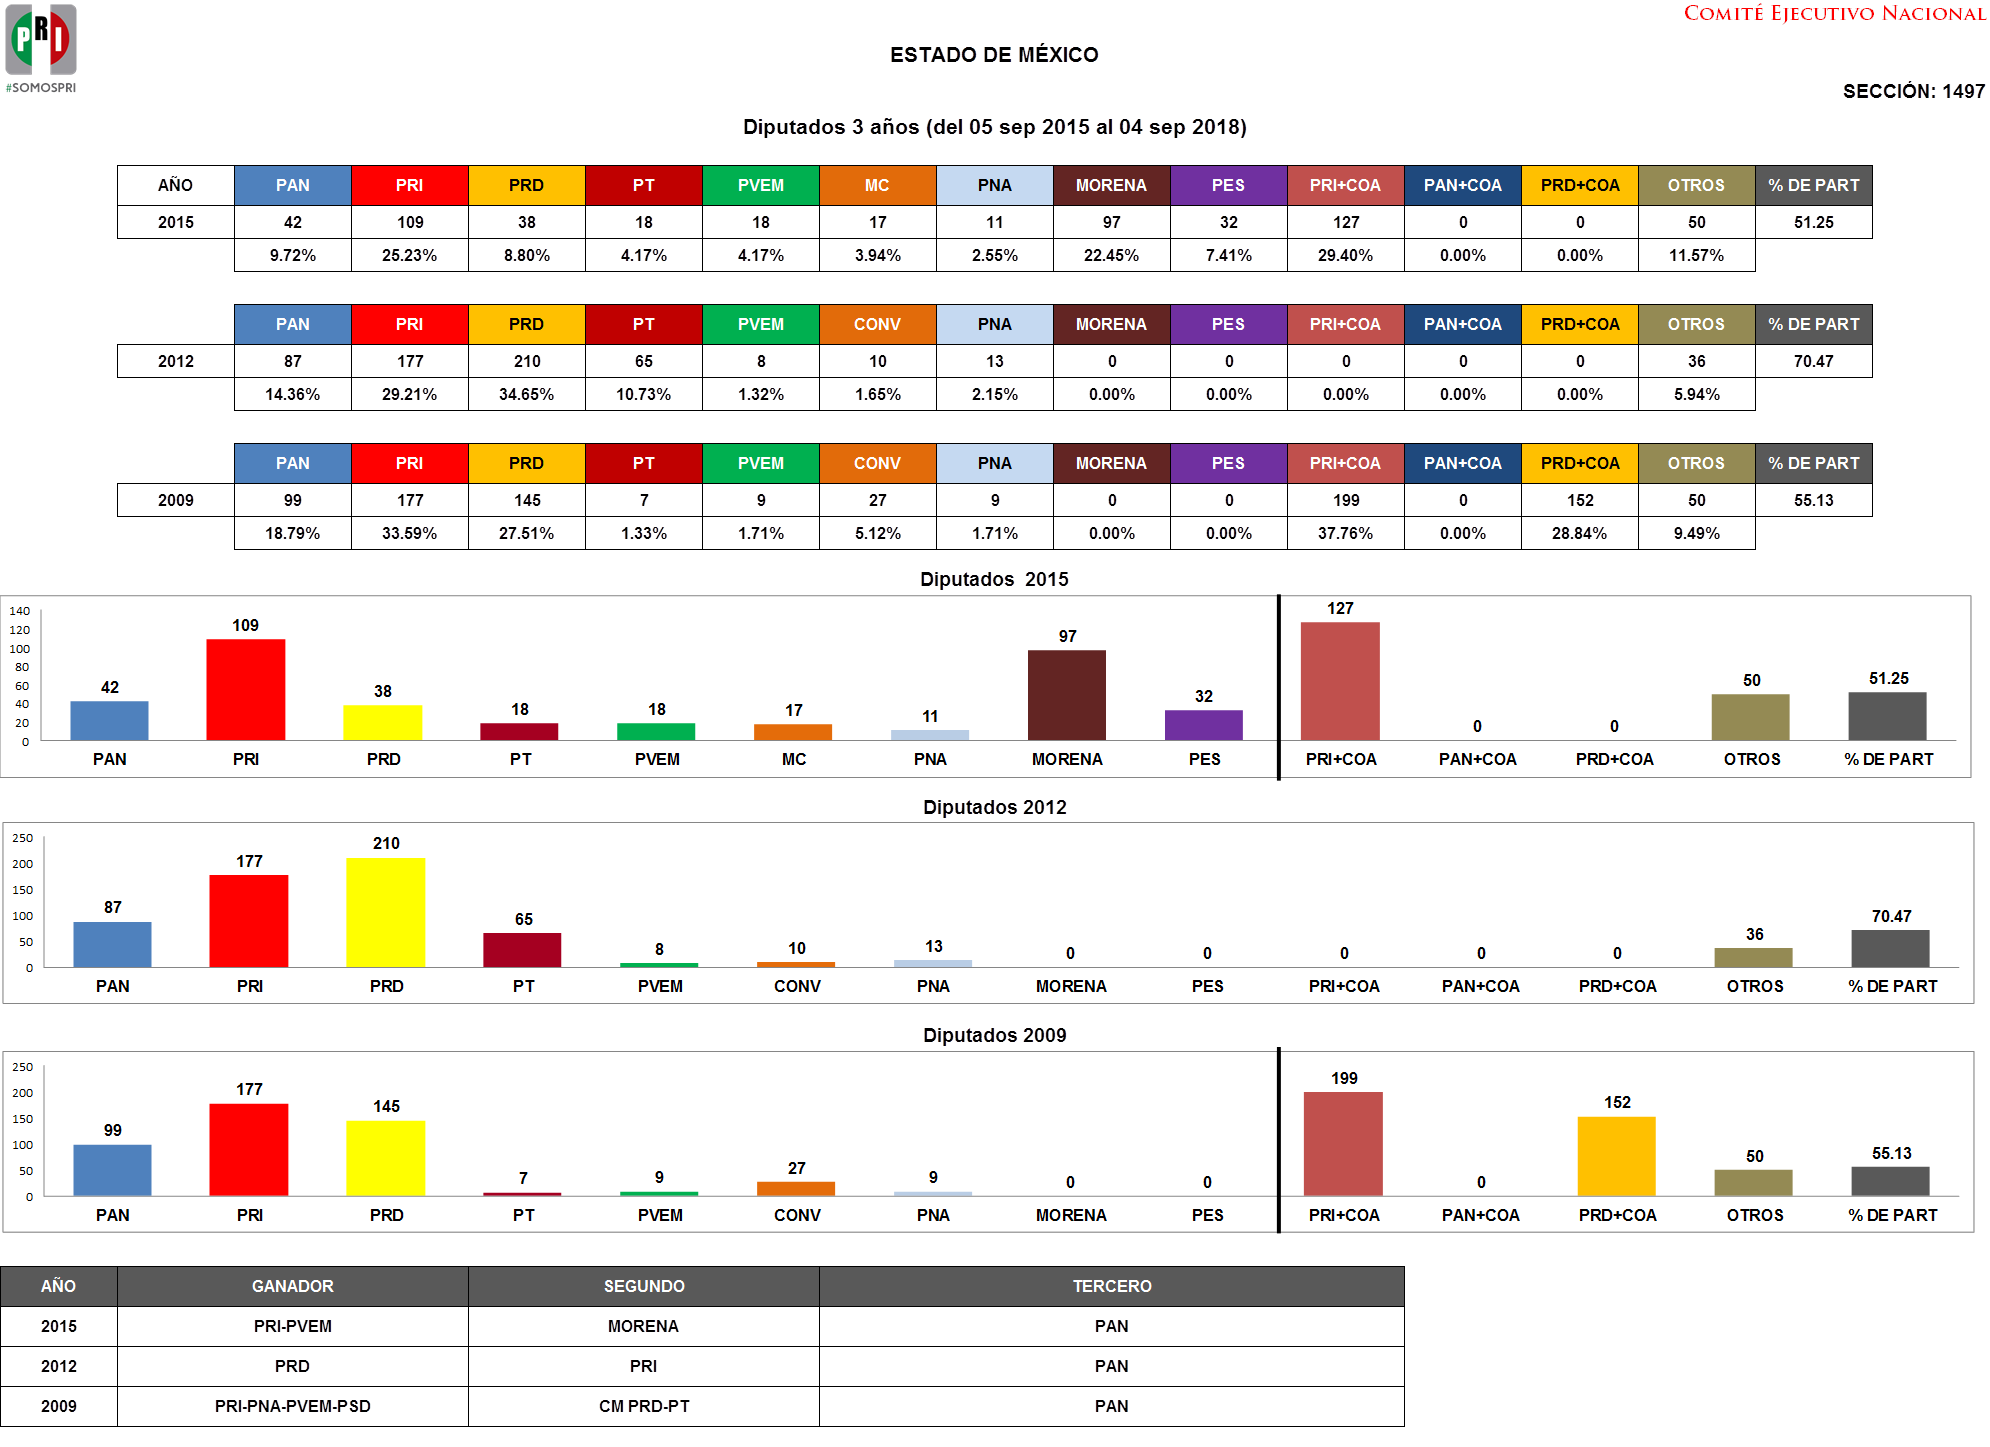 PRI
#SOMOSPRI
COMITÉ EJECUTIVO NACIONAL
ESTADO DE MÉXICO
SECCIÓN: 1497
Diputados 3 años (del 05 sep 2015 al 04 sep 2018)
AÑO PAN PRI PRD PT PVEM MC PNA MORENA PES PRI+COA PAN+COA PRD+COA OTROS % DE PART
2015 42 109 38 18 18 17 11 97 32 127 0 0 50 51.25
9.72% 25.23% 8.80% 4.17% 4.17% 3.94% 2.55% 22.45% 7.41% 29.40% 0.00% 0.00% 11.57%
PAN PRI PRD PT PVEM CONV PNA MORENA PES PRI+COA PAN+COA PRD+COA OTROS % DE PART
2012 87 177 210 65 8 10 13 0 0 0 0 0 36 70.47
14.36% 29.21% 34.65% 10.73% 1.32% 1.65% 2.15% 0.00% 0.00% 0.00% 0.00% 0.00% 5.94%
PAN PRI PRD PT PVEM CONV PNA MORENA PES PRI+COA PAN+COA PRD+COA OTROS % DE PART
2009 99 177 145 7 9 27 9 0 0 199 0 152 50 55.13
18.79% 33.59% 27.51% 1.33% 1.71% 5.12% 1.71% 0.00% 0.00% 37.76% 0.00% 28.84% 9.49%
Diputados 2015
140
120
100
80
60
40
20
0
42 109 38 18 18 17 11 97 32 127 0 0 50 51.25
PAN PRI PRD PT PVEM MC PNA MORENA PES PRI+COA PAN+COA PRD+COA OTROS % DE PART
Diputados 2012
250
200
150
100
50
0
87 177 210 65 8 10 13 0 0 0 0 0 36 70.47
PAN PRI PRD PT PVEM CONV PNA MORENA PES PRI+COA PAN+COA PRD+COA OTROS % DE PART
Diputados 2009
250
200
150
100
50
0
99 177 145 7 9 27 9 0 0 199 0 152 50 55.13
PAN PRI PRD PT PVEM CONV PNA MORENA PES PRI+COA PAN+COA PRD+COA OTROS % DE PART
AÑO GANADOR SEGUNDO TERCERO
2015 PRI-PVEM MORENA PAN
2012 PRD PRI PAN
2009 PRI-PNA-PVEM-PSD CM PRD-PT PAN